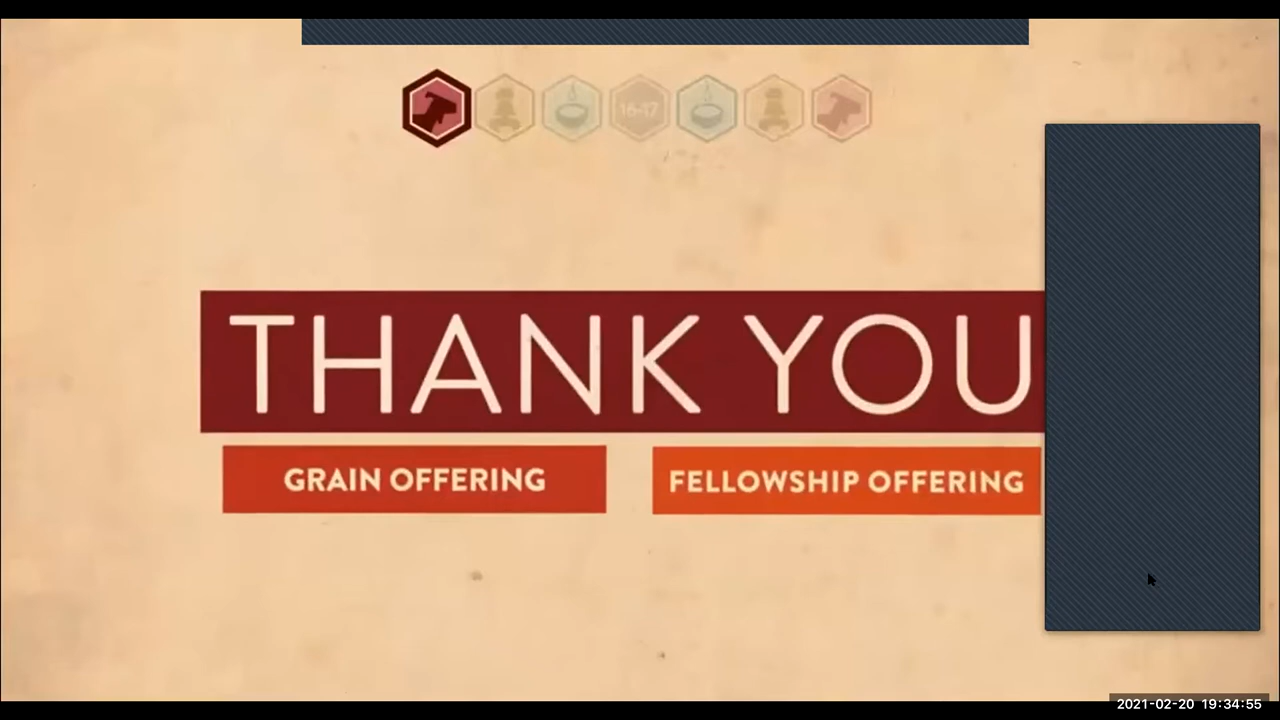 16-17
THANK YOU
GRAIN OFFERING
FELLOWSHIP OFFERING
2021-02-20 19:34:55